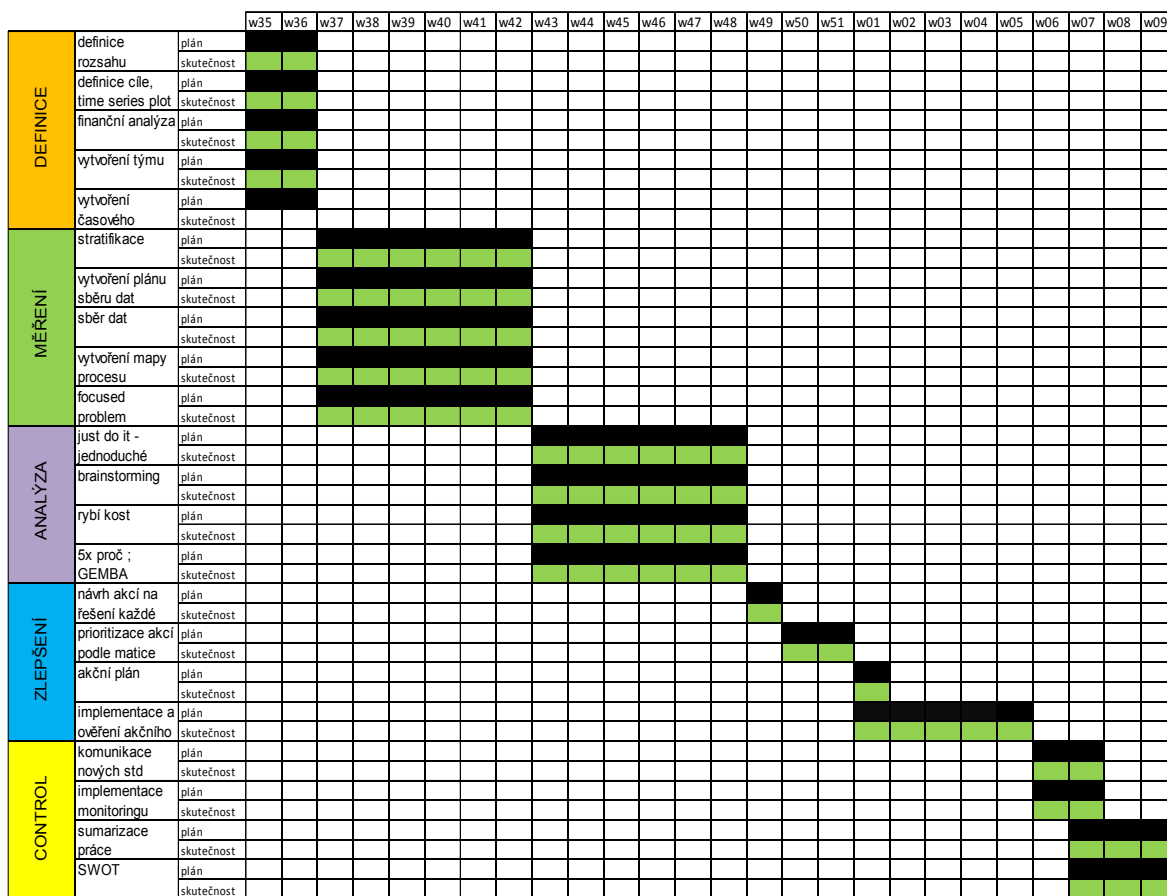 w35 w36 w37 w38 w39 w40 w41 w42 w43 w44 w45 w46 w47 w48 w49 w50 w51 w01 w02 w03 w04 w05 w06 w07 w08 w09
DEFINICE
definice plán
rozsahu skutečnost
definice cíle, plán
time series plot skutečnost
finanční analýza plán
skutečnost
vytvoření týmu plán
skutečnost
vytvoření plán
časového skutečnost
MĚŘENÍ
stratifikace plán
skutečnost
vytvoření plánu plán
sběru dat skutečnost
sběr dat plán
skutečnost
vytvoření mapy plán
procesu skutečnost
focused plán
problem skutečnost
ANALÝZA
just do it - plán
jednoduché skutečnost
brainstorming plán
skutečnost
rybí kost plán
skutečnost
5x proč ; plán
GEMBA skutečnost
ZLEPŠENÍ
návrh akcí na plán
řešení každé skutečnost
prioritizace akcí plán
podle matice skutečnost
akční plán plán
skutečnost
implementace a plán
ověření akčního skutečnost
CONTROL
komunikace plán
nových std skutečnost
implementace plán
monitoringu skutečnost
sumarizace plán
práce skutečnost
SWOT plán
skutečnost